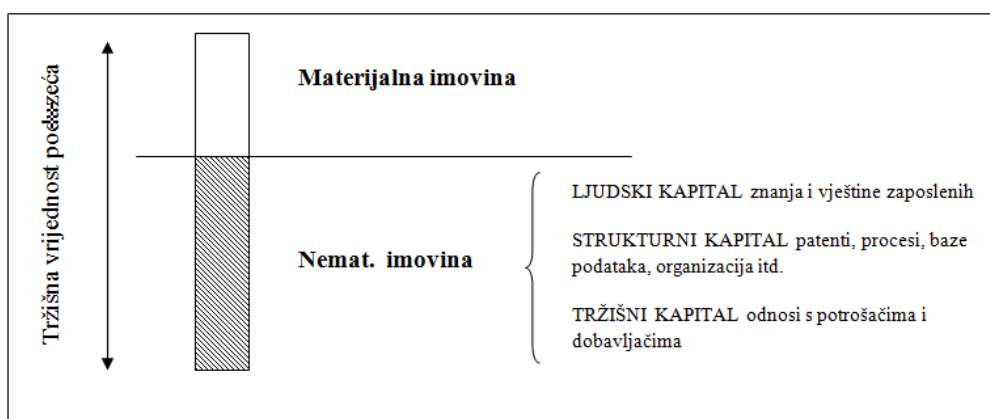 Tržišna vrijednost
Materijalna imovina
Nemat. imovina
LJUDSKI KAPITAL znanja i vještine zaposlenih
STRUKTURNI KAPITAL patenti, procesi, baze
podataka, organizacija itd.
TRŽIŠNI KAPITAL odnosi s potrošačima i
dobavljačima